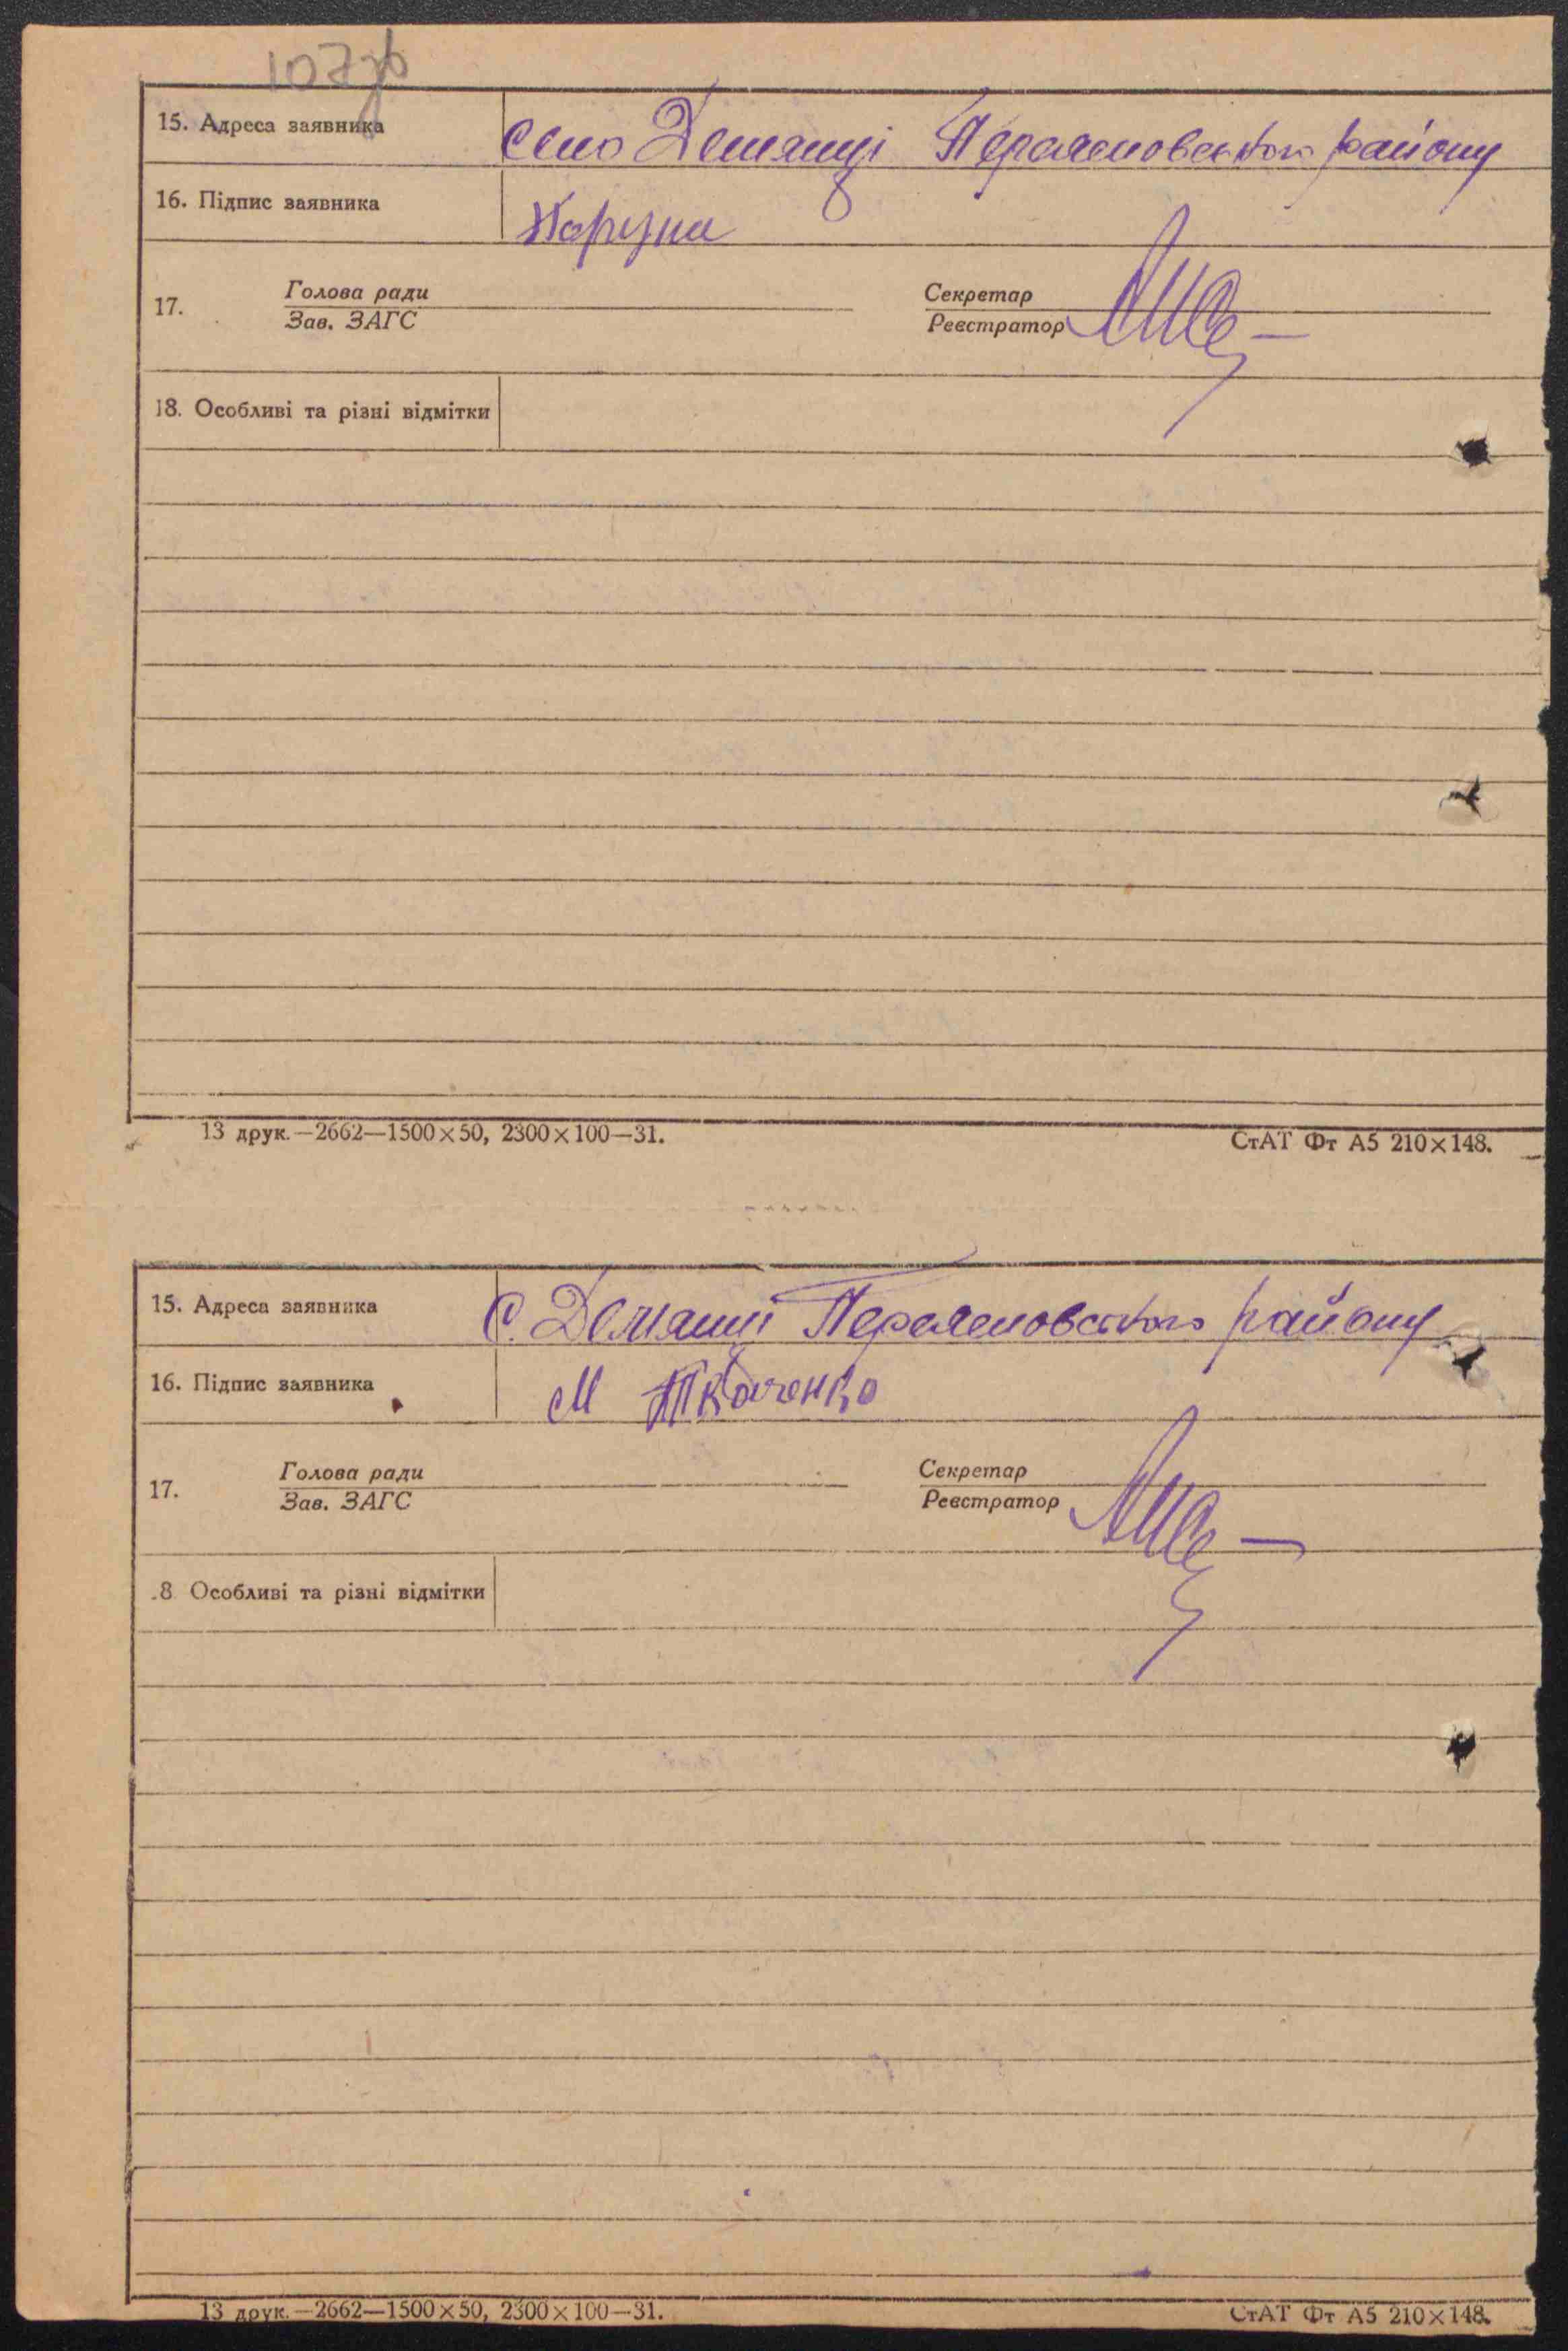 107зв
15. Адреса заявника село Демянці Переяславського району
16. Підпис заявника
17. Голова ради Секретар
Зав. ЗАГС Реєстратор
18. Особливі та різні відмітки
13 друк.—2662—1500×50, 2300×100—31. СтАТ Фт А5 210×148.
15. Адреса заявника С. Демянці Переяславського району
16. Підпис заявника М Ткаченко
17. Голова ради Секретар
Зав. ЗАГС Реєстратор
.8 Особливі та різні відмітки
13 друк.—2662—1500×50, 2300×100—31. СтАТ Фт А5 210×148.